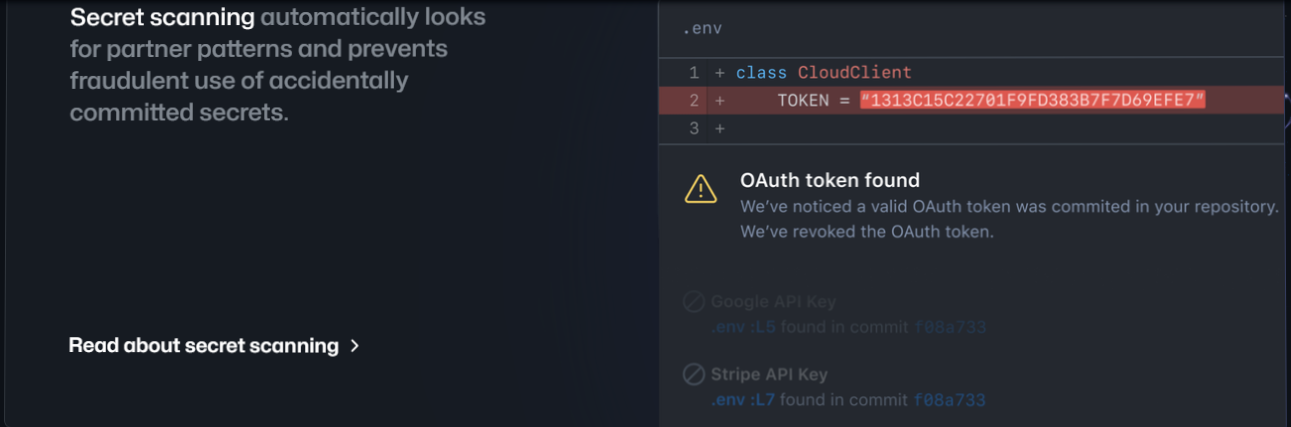 Secret scanning automatically looks
for partner patterns and prevents
fraudulent use of accidentally
committed secrets.
Read about secret scanning >
.env
1 + class CloudClient
2 + TOKEN = "1313C15C22701F9FD383B7F7D69EFE7"
3 +
OAuth token found
We've noticed a valid OAuth token was commited in your repository.
We've revoked the OAuth token.
Google API Key
.env :L5 found in commit f08a733
Stripe API Key
.env :L7 found in commit f08a733